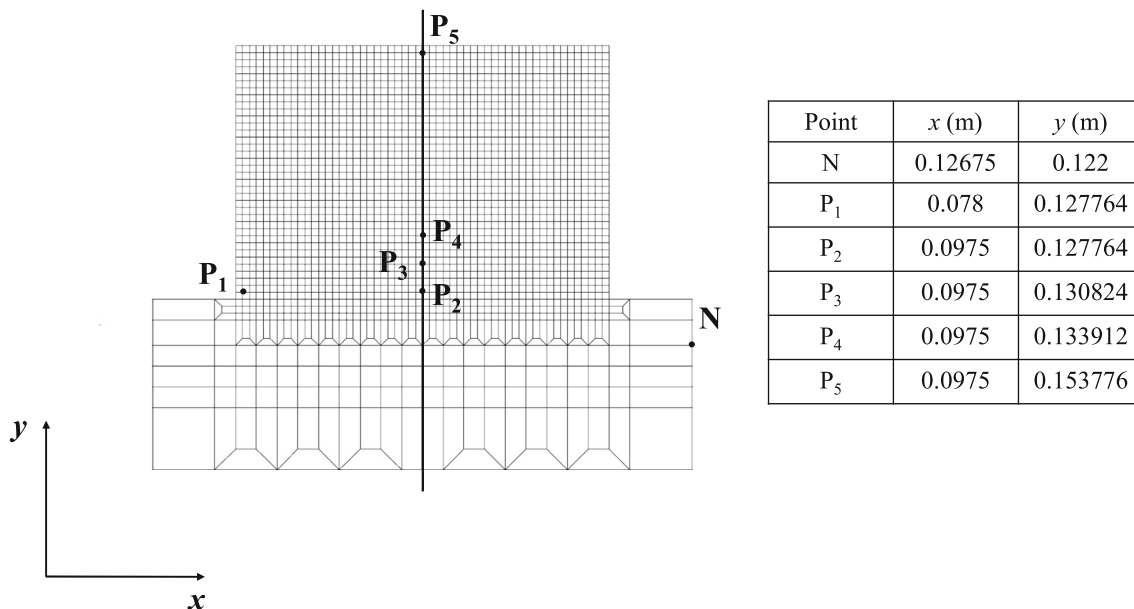 P5
P4
P3
P1
P2
N
y
x
Point x (m) y (m)
N 0.12675 0.122
P1 0.078 0.127764
P2 0.0975 0.127764
P3 0.0975 0.130824
P4 0.0975 0.133912
P5 0.0975 0.153776